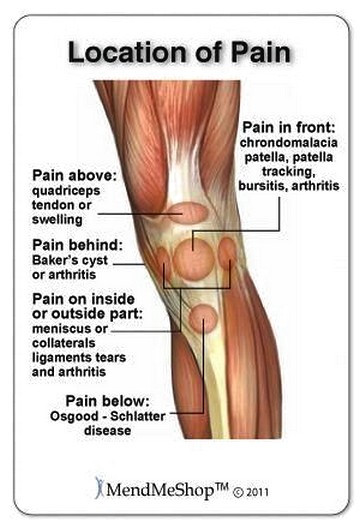 Location of Pain
Pain in front:
chrondomalacia
patella, patella
tracking,
bursitis, arthritis
Pain above:
quadriceps
tendon or
swelling
Pain behind:
Baker's cyst
or arthritis
Pain on inside
or outside part:
meniscus or
collaterals
ligaments tears
and arthritis
Pain below:
Osgood - Schlatter
disease
MendMeShop™ © 2011